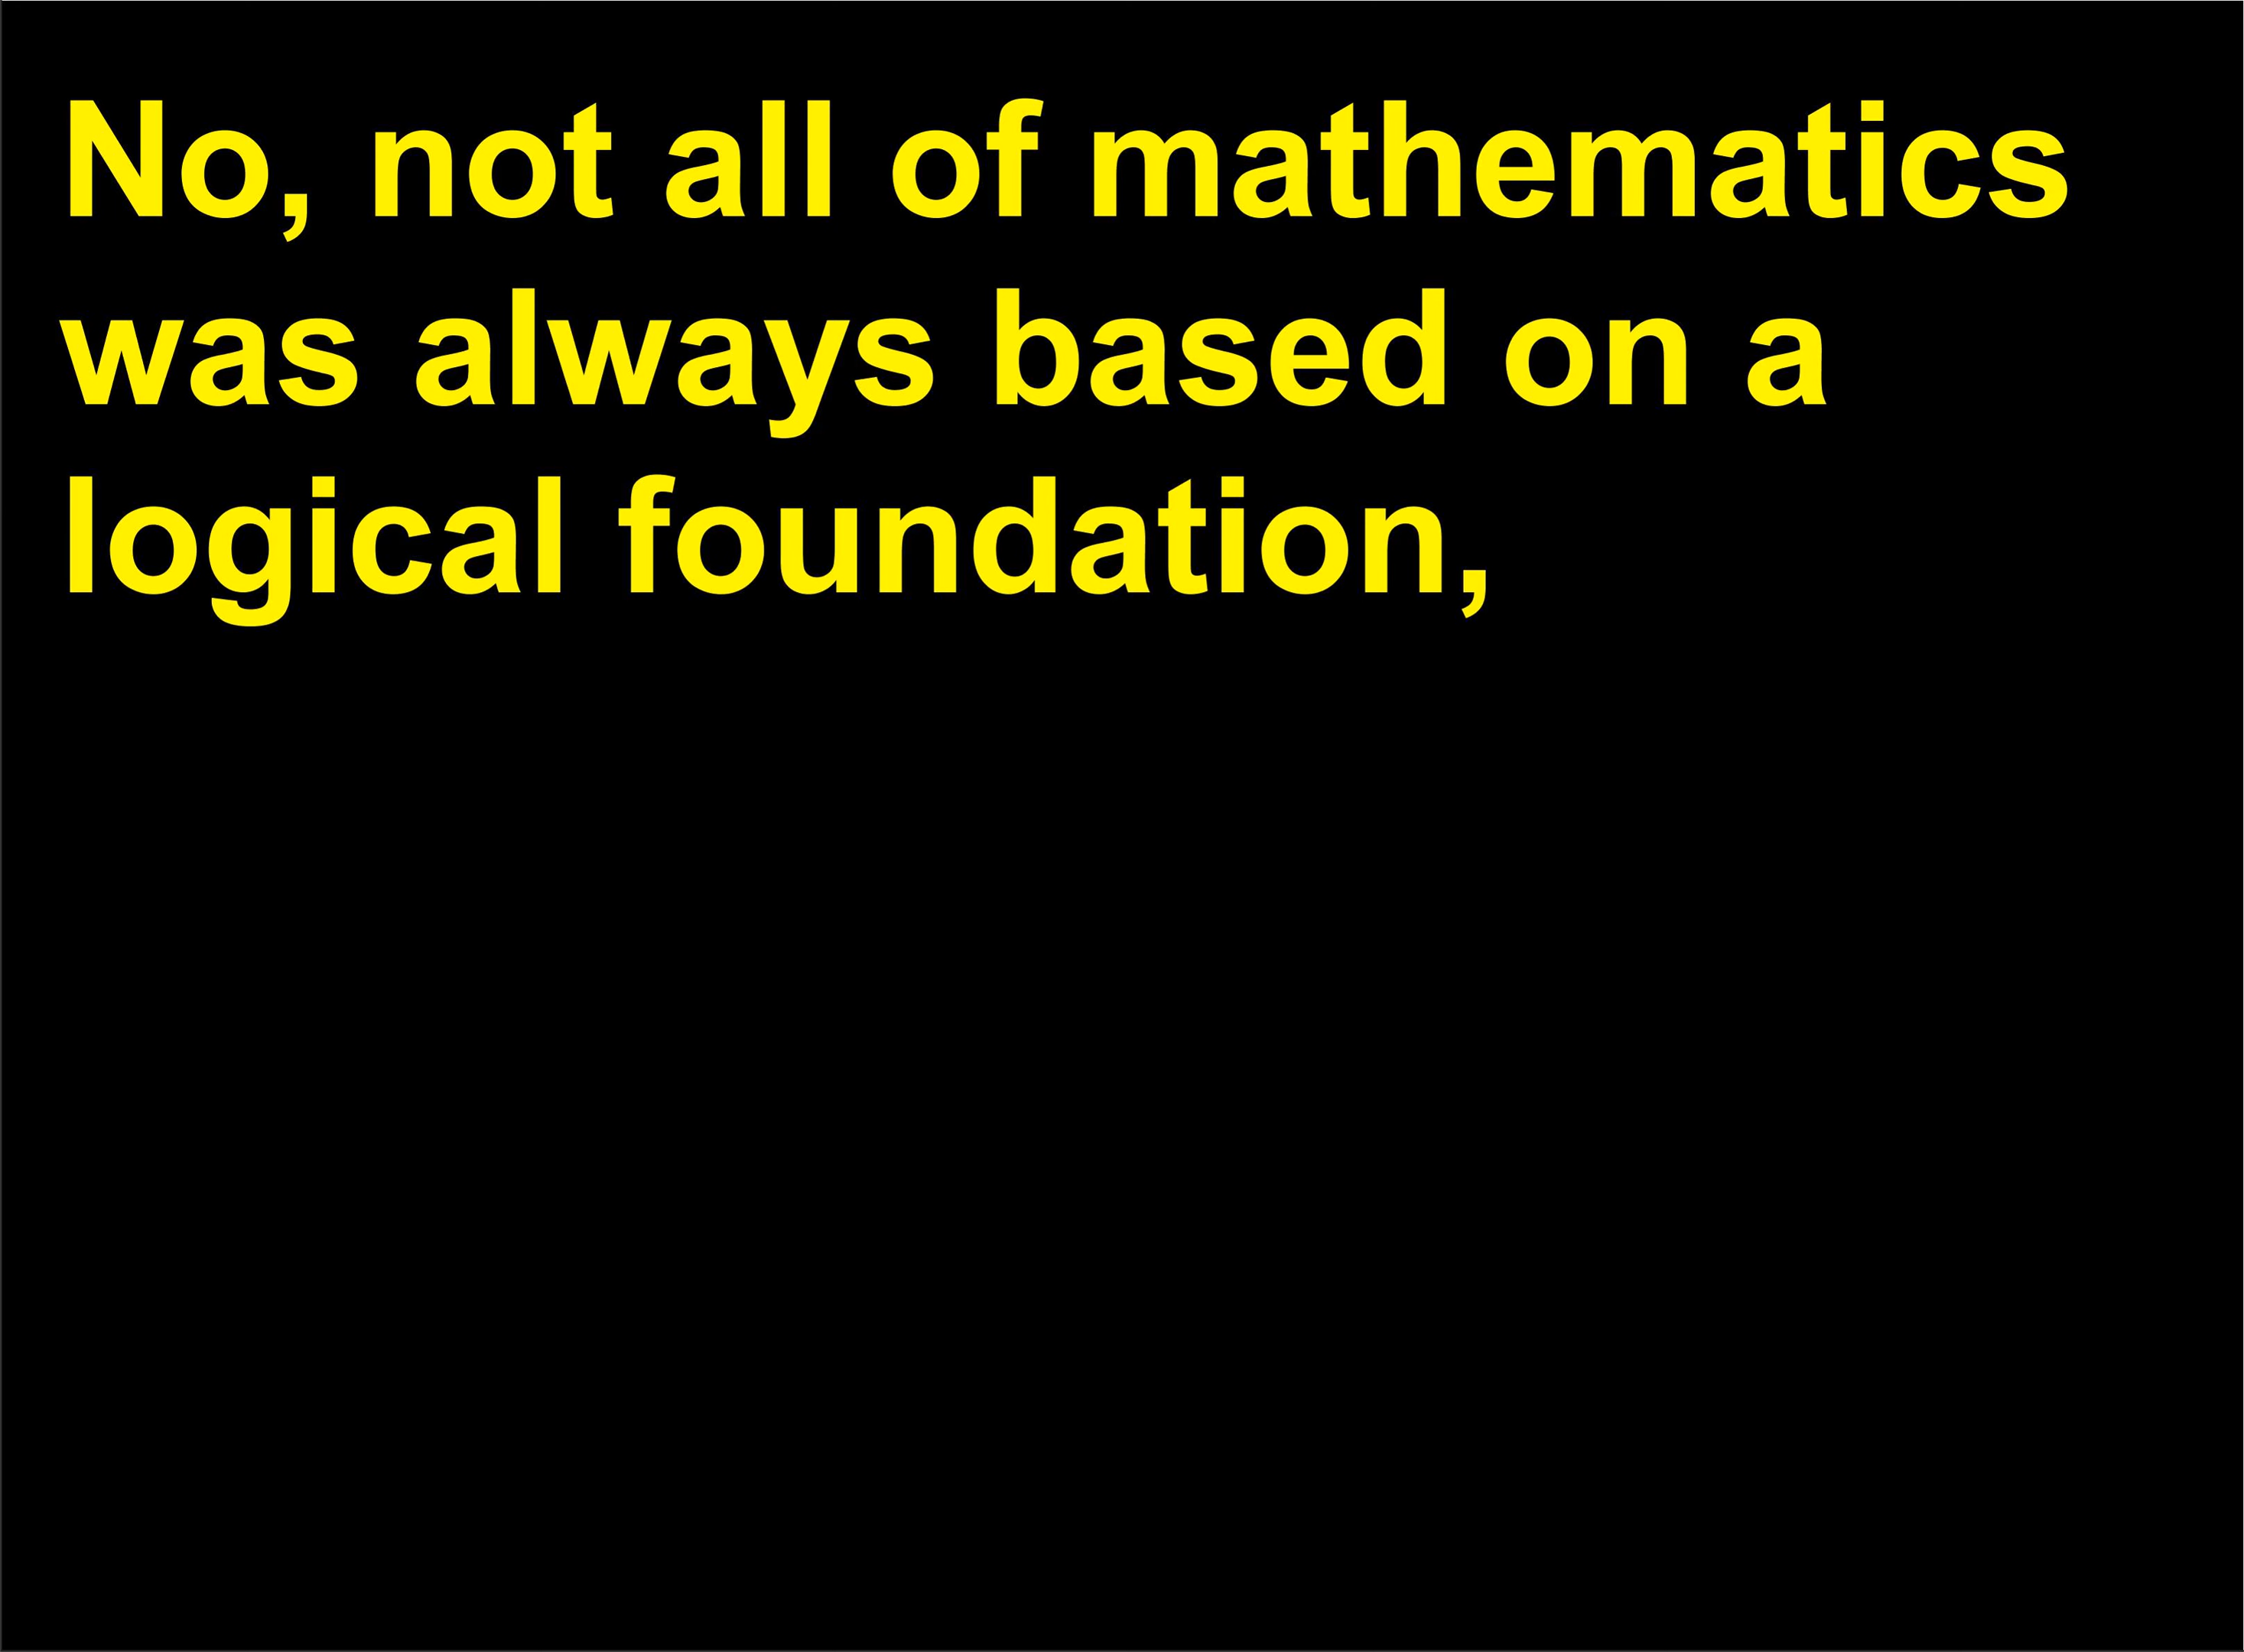 No, not all of mathematics
was always based on a
logical foundation,